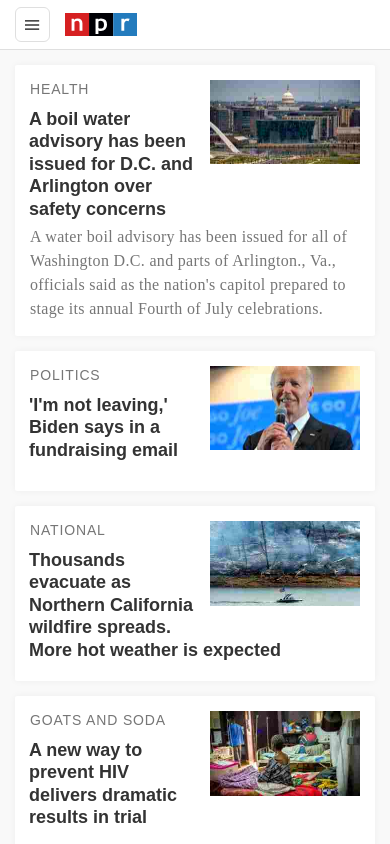 npr
HEALTH
A boil water
advisory has been
issued for D.C. and
Arlington over
safety concerns
A water boil advisory has been issued for all of
Washington D.C. and parts of Arlington., Va.,
officials said as the nation's capitol prepared to
stage its annual Fourth of July celebrations.
POLITICS
'I'm not leaving,'
Biden says in a
fundraising email
Joe
NATIONAL
Thousands
evacuate as
Northern California
wildfire spreads.
More hot weather is expected
GOATS AND SODA
A new way to
prevent HIV
delivers dramatic
results in trial